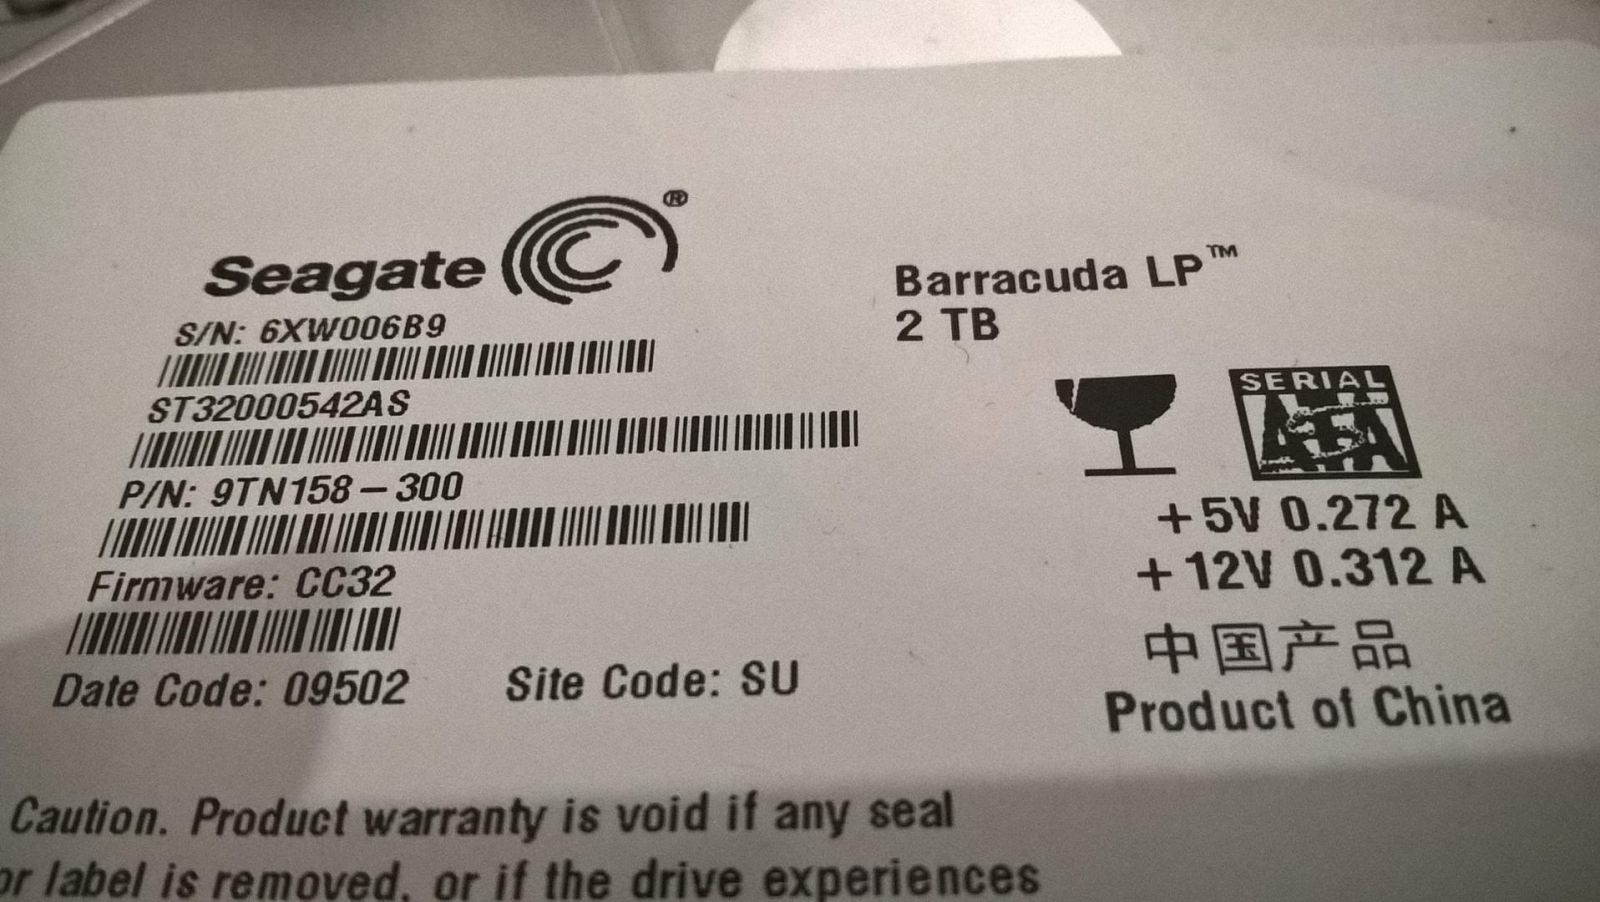 Seagate ®
S/N: 6XW006B9
ST32000542AS
P/N: 9TN158-300
Firmware: CC32
Date Code: 09502
Site Code: SU
Barracuda LP™
2 TB
SERIAL
ATA
+5V 0.272 A
+12V 0.312 A
中国产品
Product of China
Caution. Product warranty is void if any seal
or label is removed, or if the drive experiences